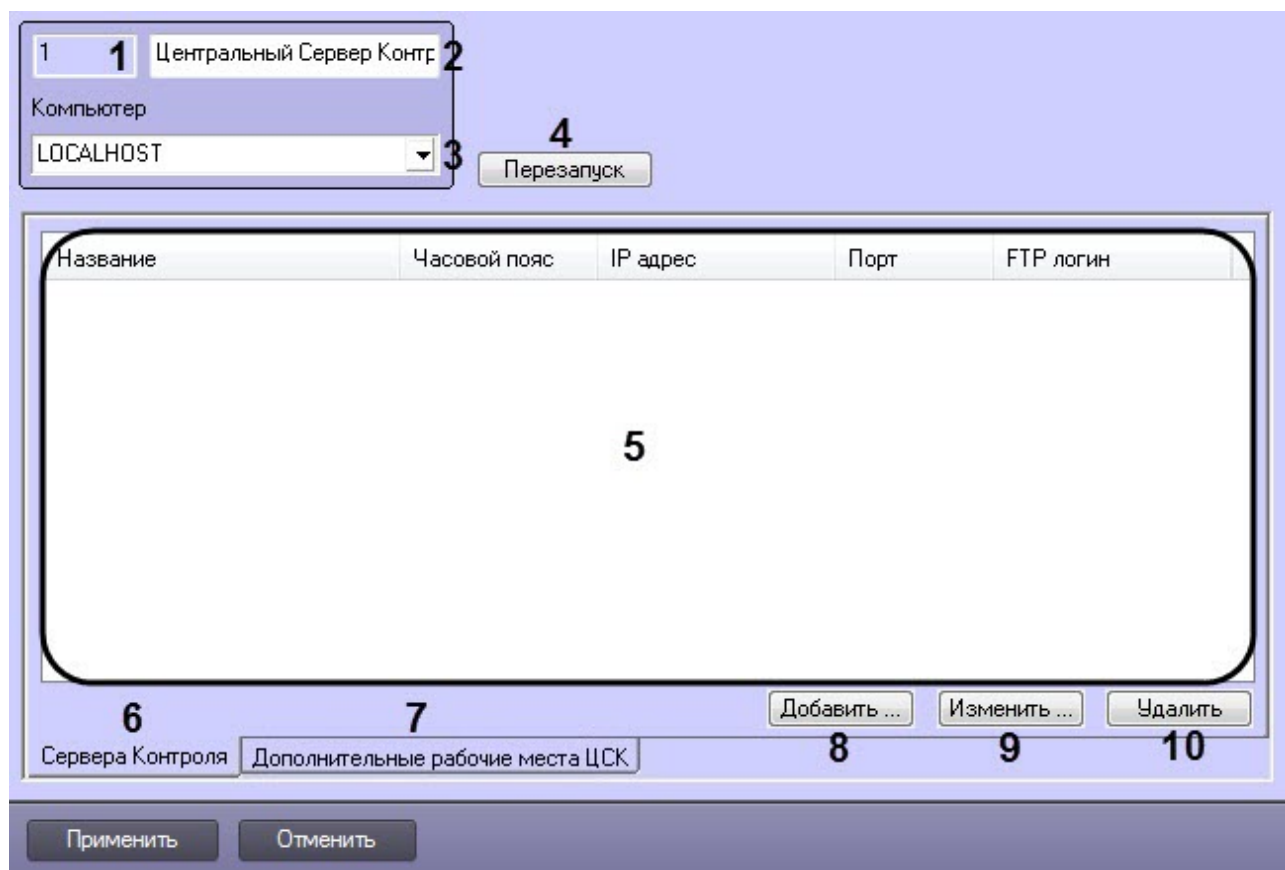 1 1 Центральный Сервер Контр 2
Компьютер
LOCALHOST 3
4
Перезапуск
Название Часовой пояс IP адрес Порт FTP логин
5
Добавить ... Изменить ... Удалить
6 7 8 9 10
Сервера Контроля Дополнительные рабочие места ЦСК
Применить Отменить